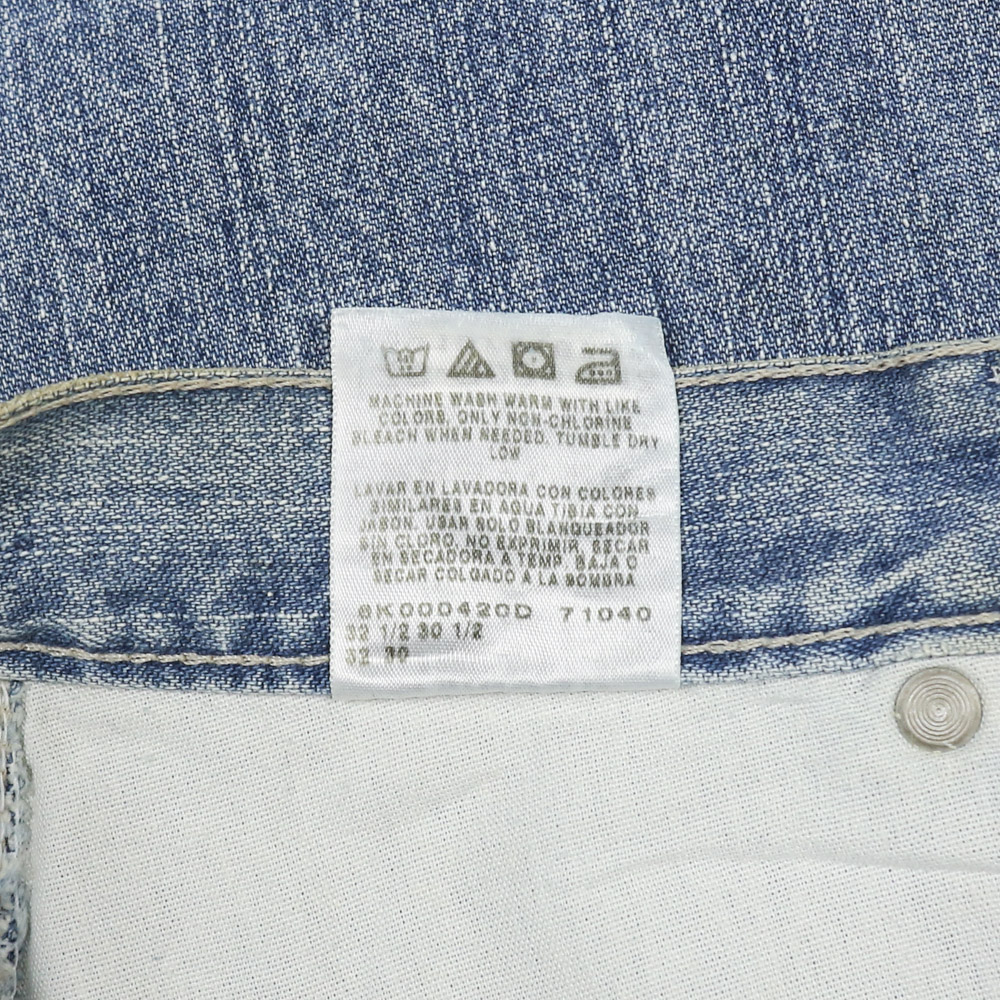 MACHINE WASH WARM WITH LIKE
COLORS, ONLY NON-CHLORINE
BLEACH WHEN NEEDED, TUMBLE DRY
LOW
LAVAR EN LAVADORA CON COLORES
SIMILARES EN AQUA TIBIA CON
JABON. USAR SOLO BLANQUEADOR
SIN CLORO. NO EXPRIMIR, SECAR
EN SECADORA A TEMP. BAJA O
SECAR COLGADO A LA SOMBRA
6K000420D 71040
32 1/2 30 1/2
32 30